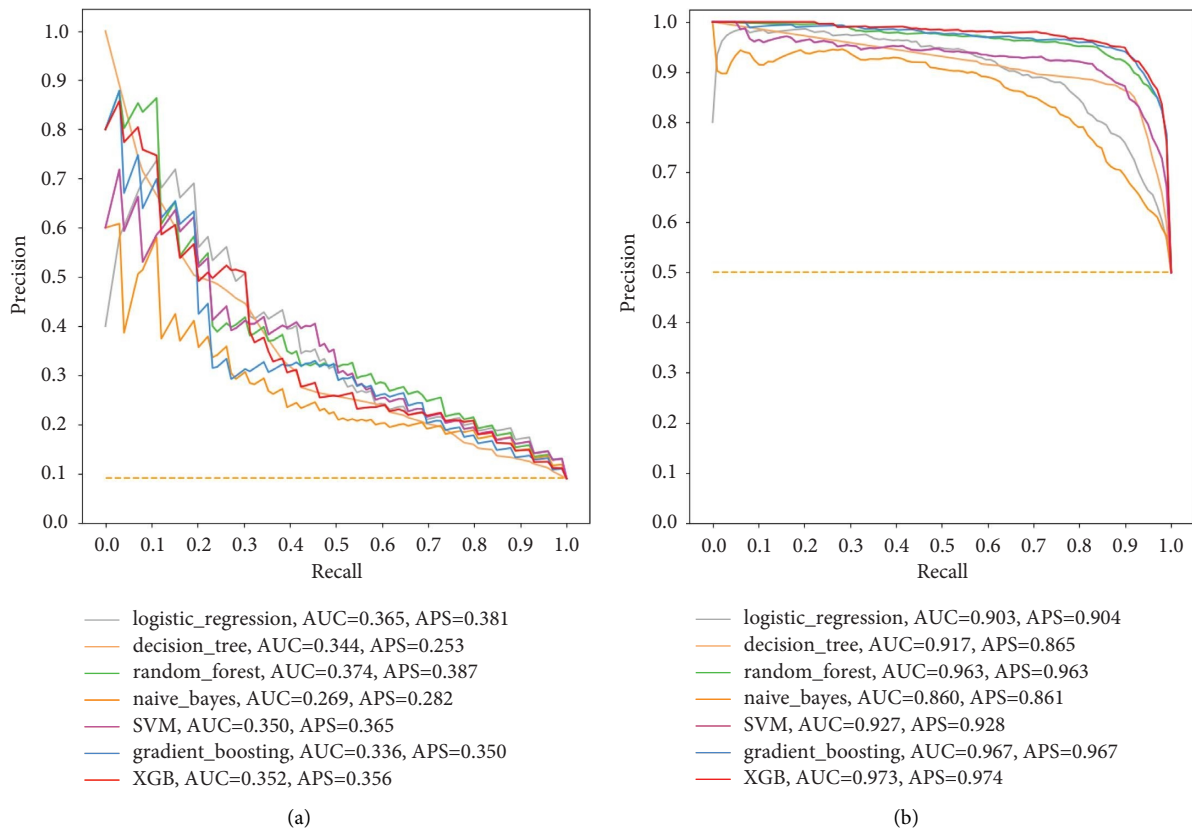 1.0
0.9
0.8
0.7
0.6
0.5
0.4
0.3
0.2
0.1
0.0
Precision
0.0 0.1 0.2 0.3 0.4 0.5 0.6 0.7 0.8 0.9 1.0
Recall
logistic_regression, AUC=0.365, APS=0.381
decision_tree, AUC=0.344, APS=0.253
random_forest, AUC=0.374, APS=0.387
naive_bayes, AUC=0.269, APS=0.282
SVM, AUC=0.350, APS=0.365
gradient_boosting, AUC=0.336, APS=0.350
XGB, AUC=0.352, APS=0.356
(a)
1.0
0.9
0.8
0.7
0.6
0.5
0.4
0.3
0.2
0.1
0.0
Precision
0.0 0.1 0.2 0.3 0.4 0.5 0.6 0.7 0.8 0.9 1.0
Recall
logistic_regression, AUC=0.903, APS=0.904
decision_tree, AUC=0.917, APS=0.865
random_forest, AUC=0.963, APS=0.963
naive_bayes, AUC=0.860, APS=0.861
SVM, AUC=0.927, APS=0.928
gradient_boosting, AUC=0.967, APS=0.967
XGB, AUC=0.973, APS=0.974
(b)